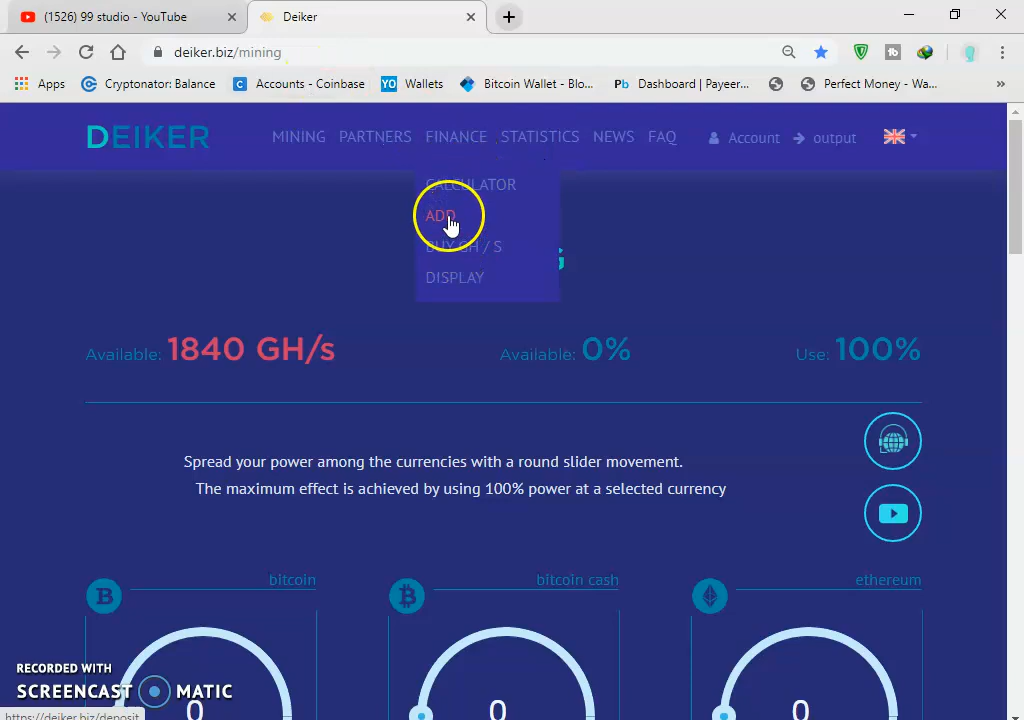 (1526) 99 studio - YouTube
Deiker
deiker.biz/mining
Apps
Cryptonator: Balance
C
Accounts - Coinbase
YO
Wallets
Bitcoin Wallet - Blo...
Pb
Dashboard | Payeer...
Perfect Money - Wa...
»
DEIKER
MINING
PARTNERS
FINANCE
STATISTICS
NEWS
FAQ
Account
output
CALCULATOR
ADD
BUY GH / S
DISPLAY
G
Available: 1840 GH/s
Available: 0%
Use: 100%
Spread your power among the currencies with a round slider movement.
The maximum effect is achieved by using 100% power at a selected currency
bitcoin
bitcoin cash
ethereum
0
0
0
RECORDED WITH
SCREENCAST MATIC
https://deiker.biz/deposit